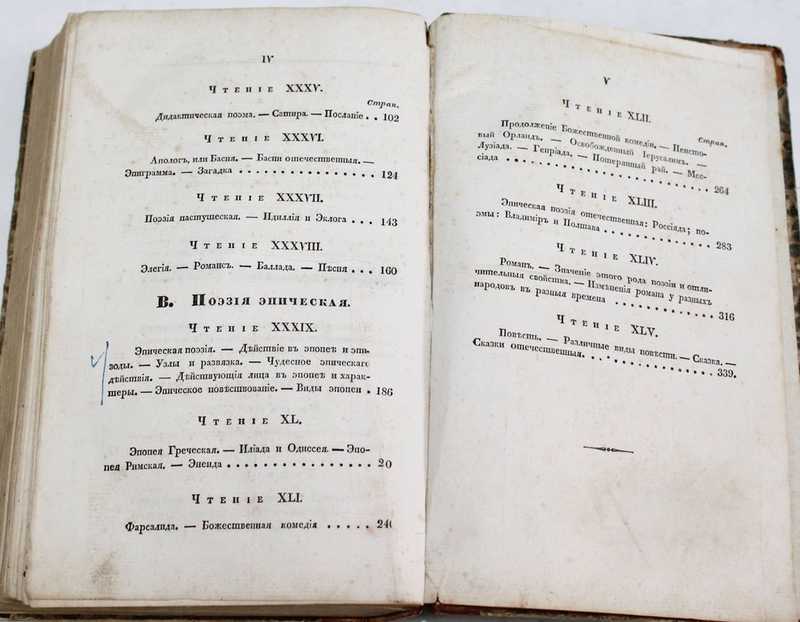 IV
Чтеніе XXXV.
Стран.
Дидактическая поэма. — Сатира. — Посланіе . . 102
Чтеніе XXXVI.
Апологъ, или Басня. — Басни отечественныя. —
Эпиграмма. — Загадка . . . . . . . . . . . . . . . . 124
Чтеніе XXXVII.
Поэзія пастушеская. — Идиллія и Эклога . . . 143
Чтеніе XXXVIII.
Элегія. — Романсъ. — Баллада. — Пѣсня . . . 160
В. Поэзія эпическая.
Чтеніе XXXIX.
Эпическая поэзія. — Дѣйствіе въ эпопеѣ и эпи-
зоды. — Узлы и развязка. — Чудесное эпическаго
дѣйствія. — Дѣйствующія лица въ эпопеѣ и харак-
теры. — Эпическое повѣствованіе. — Виды эпопеи . 186
Чтеніе XL.
Эпопея Греческая. — Иліада и Одиссея. — Эпо-
пея Римская. — Энеида . . . . . . . . . . . . . . . 20
Чтеніе XLI.
Фарсалида. — Божественная комедія . . . . . 24
V
Чтеніе XLII.
Стран.
Продолженіе Божественной комедіи. — Неисто-
вый Орландъ. — Освобожденный Іерусалимъ. —
Лузіада. — Генріада. — Потерянный рай. — Мес-
сіада . . . . . . . . . . . . . . . . . . . . . . . 264
Чтеніе XLIII.
Эпическая поэзія отечественная: Россіяда; по-
эмы: Владиміръ и Полтава . . . . . . . . . . . . . 283
Чтеніе XLIV.
Романъ. — Значеніе этого рода поэзіи и отли-
чительныя свойства. — Измѣненія романа у разныхъ
народовъ въ разныя времена . . . . . . . . . . . . 316
Чтеніе XLV.
Повѣсть. — Различные виды повѣсти. — Сказка. —
Сказки отечественныя. . . . . . . . . . . . . . . 339.